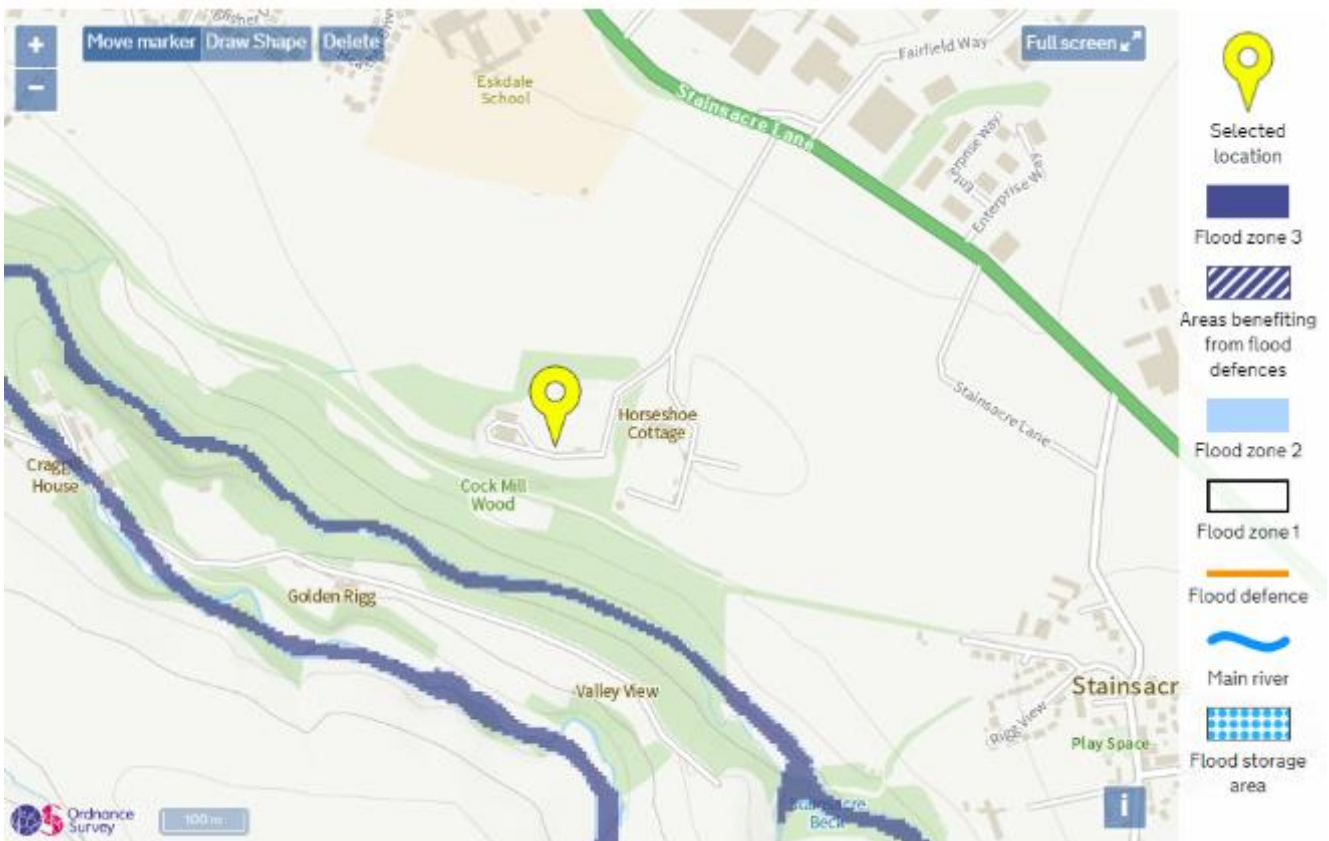 +
−
Move marker
Draw Shape
Delete
Full screen
Eskdale
School
Stainsacre Lane
Fairfield Way
Enterprise Way
Enterprise Way
Stainsacre Lane
Horseshoe
Cottage
Cock Mill
Wood
House
Golden Rigg
Valley View
Stainsacr
Rigg View
Play Space
Stainsacre
Beck
Ordnance
Survey
100 m
i
Selected
location
Flood zone 3
Areas benefiting
from flood
defences
Flood zone 2
Flood zone 1
Flood defence
Main river
Flood storage
area